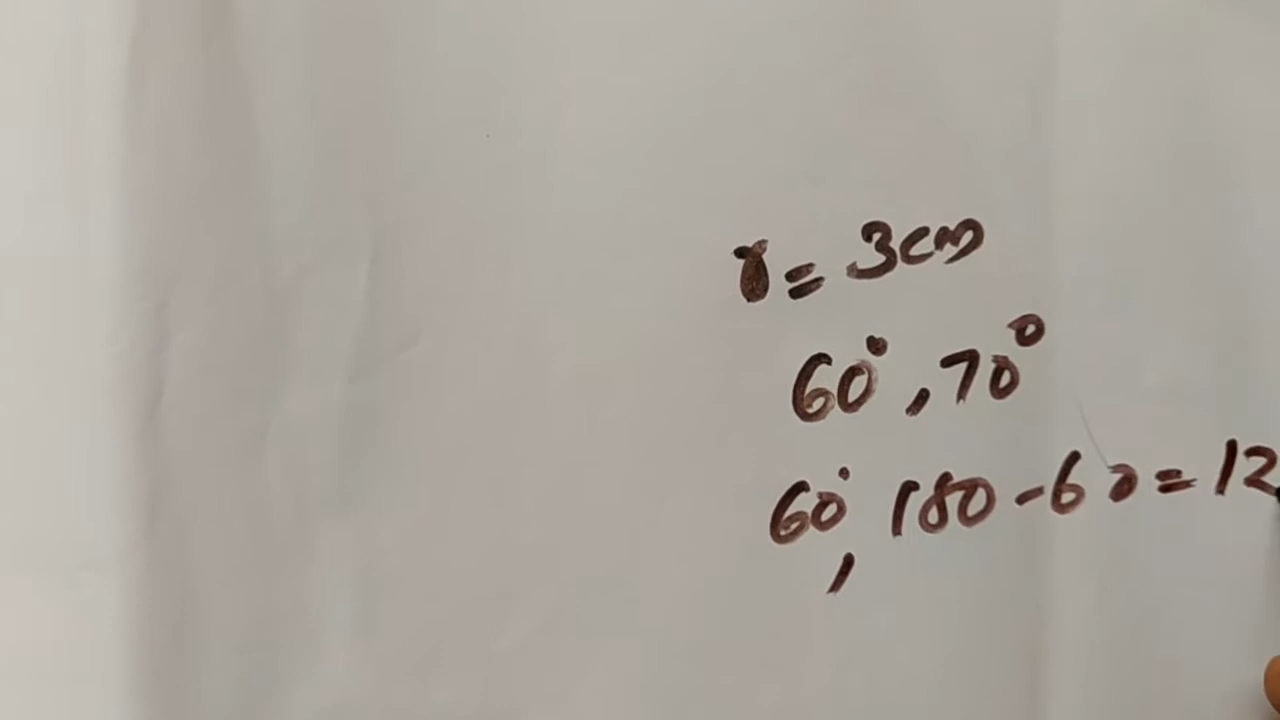 r = 3cm
60°, 70°
60°, 180 - 60 = 12